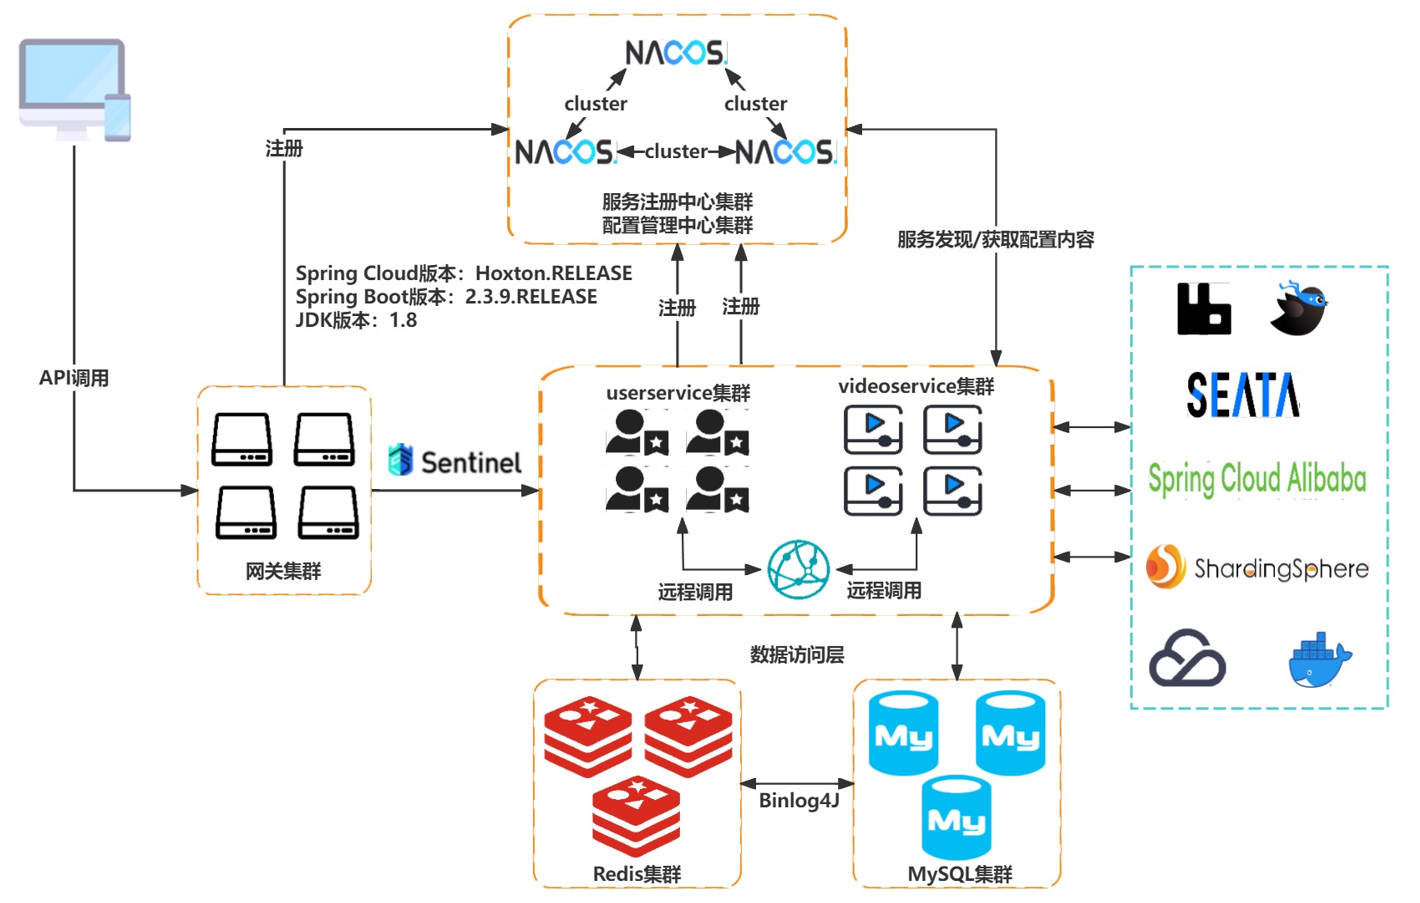 NACOS.
cluster
cluster
注册
NACOS.
cluster
NACOS.
服务注册中心集群
配置管理中心集群
服务发现/获取配置内容
Spring Cloud版本：Hoxton.RELEASE
Spring Boot版本：2.3.9.RELEASE
JDK版本：1.8
注册
注册
API调用
userservice集群
videoservice集群
SEATA
Sentinel
Spring Cloud Alibaba
网关集群
远程调用
远程调用
ShardingSphere
数据访问层
My
My
Binlog4J
My
Redis集群
MySQL集群